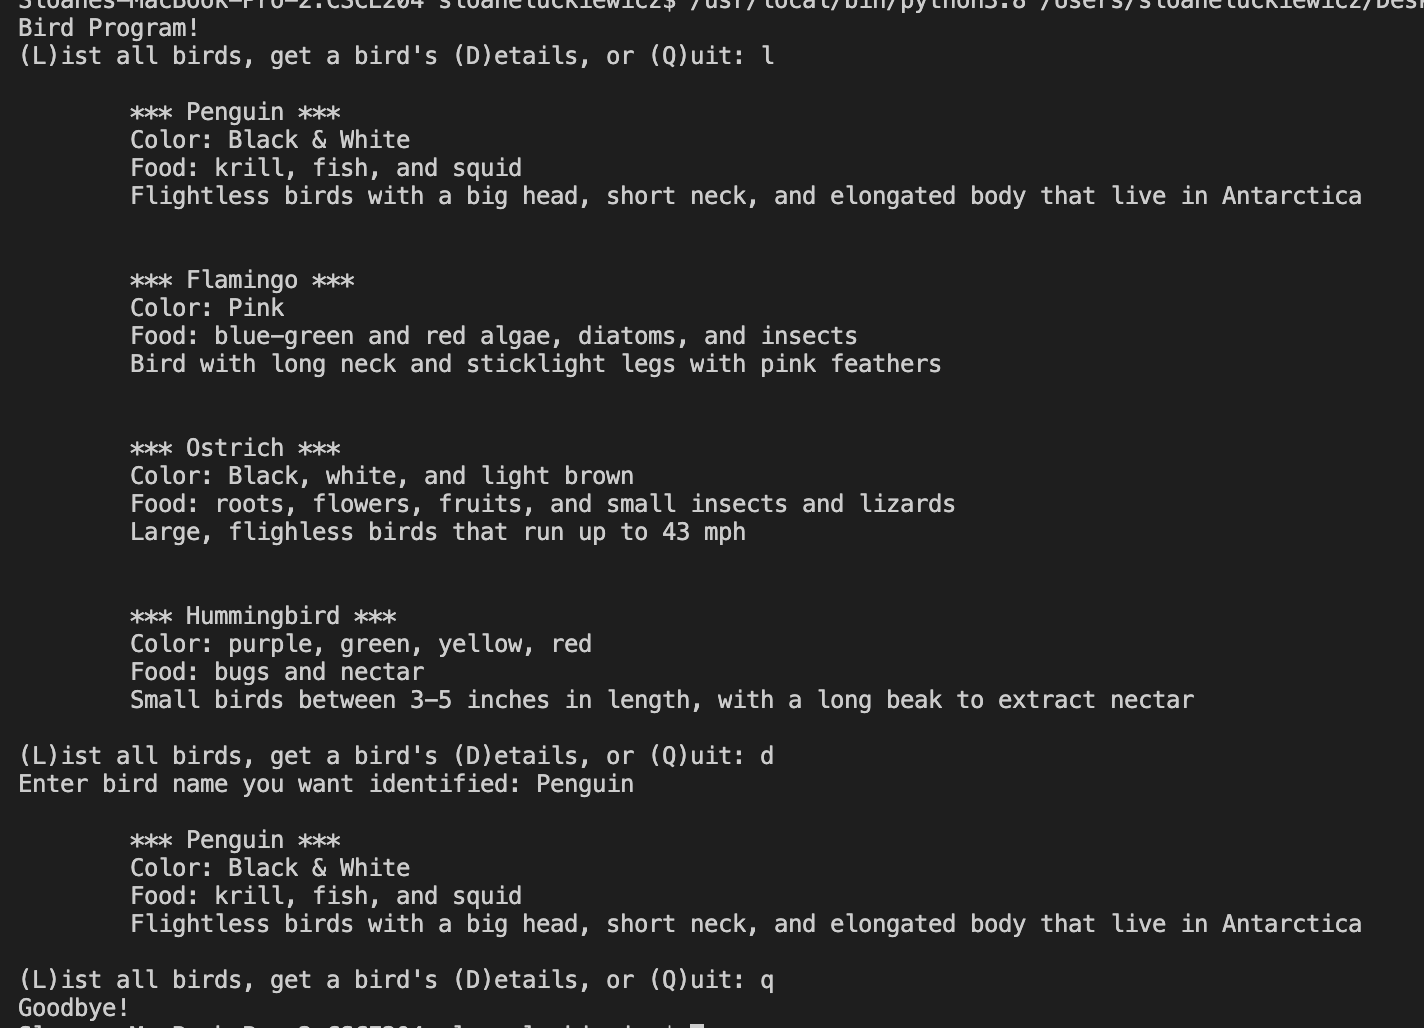 Sloanes-MacBook-Pro-2:CSCE204 sloaneluckiewicz$ /usr/local/bin/python3.8 /Users/sloaneluckiewicz/Desk
Bird Program!
(L)ist all birds, get a bird's (D)etails, or (Q)uit: l
*** Penguin ***
Color: Black & White
Food: krill, fish, and squid
Flightless birds with a big head, short neck, and elongated body that live in Antarctica
*** Flamingo ***
Color: Pink
Food: blue-green and red algae, diatoms, and insects
Bird with long neck and sticklight legs with pink feathers
*** Ostrich ***
Color: Black, white, and light brown
Food: roots, flowers, fruits, and small insects and lizards
Large, flighless birds that run up to 43 mph
*** Hummingbird ***
Color: purple, green, yellow, red
Food: bugs and nectar
Small birds between 3-5 inches in length, with a long beak to extract nectar
(L)ist all birds, get a bird's (D)etails, or (Q)uit: d
Enter bird name you want identified: Penguin
*** Penguin ***
Color: Black & White
Food: krill, fish, and squid
Flightless birds with a big head, short neck, and elongated body that live in Antarctica
(L)ist all birds, get a bird's (D)etails, or (Q)uit: q
Goodbye!